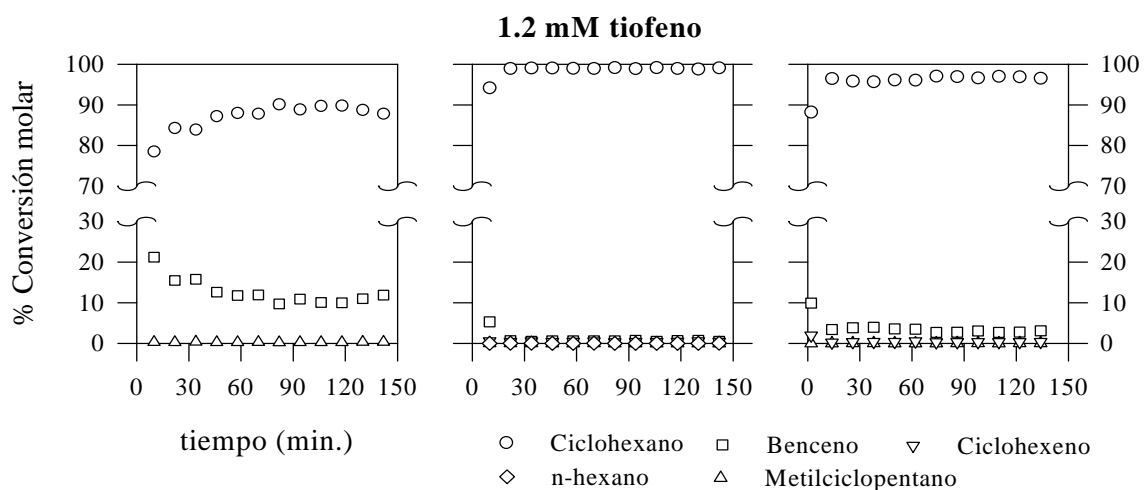 1.2 mM tiofeno
% Conversión molar
100 100
90 90
80 80
70 70
30 30
20 20
10 10
0 0
0 30 60 90 120 150 0 30 60 90 120 150 0 30 60 90 120 150
tiempo (min.)
Ciclohexano Benceno Ciclohexeno
n-hexano Metilciclopentano